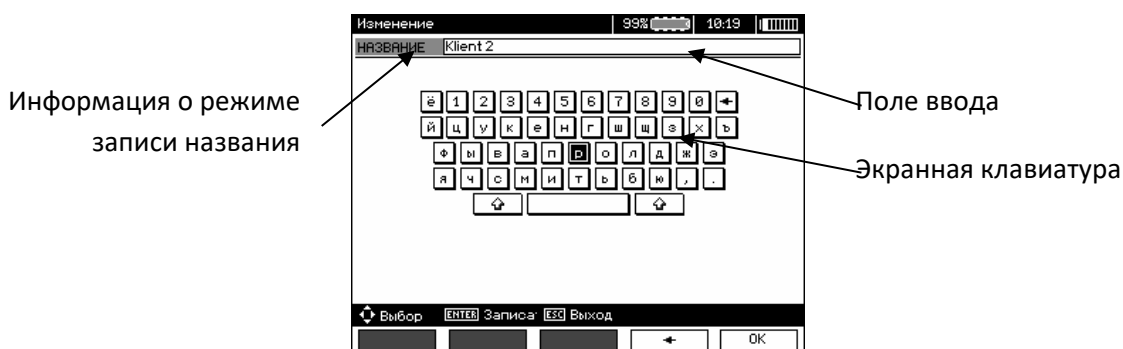 Изменение 99% 10:19
НАЗВАНИЕ Klient 2
Информация о режиме
записи названия
Поле ввода
Экранная клавиатура
ё 1 2 3 4 5 6 7 8 9 0 ←
й ц у к е н г ш щ з х ъ
ф ы в а п р о л д ж э
я ч с м и т ь б ю , .
Выбор ENTER Записа ESC Выход
← OK